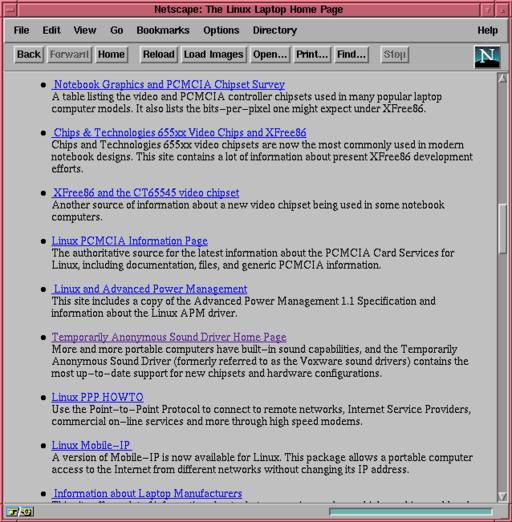 Netscape: The Linux Laptop Home Page
File Edit View Go Bookmarks Options Directory Help
Back Forward Home Reload Load Images Open... Print... Find... Stop
N
Notebook Graphics and PCMCIA Chipset Survey
A table listing the video and PCMCIA controller chipsets used in many popular laptop
computer models. It also lists the bits-per-pixel one might expect under XFree86.
Chips & Technologies 655xx Video Chips and XFree86
Chips and Technologies 655xx chipsets are now the most commonly used in modern
notebook designs. This site contains a lot of information about present XFree86 development
efforts.
XFree86 and the CT65545 video chipset
Another source of information about a new video chipset being used in some notebook
computers.
Linux PCMCIA Information Page
The authoritative source for the latest information about the PCMCIA Card Services for
Linux, including documentation, files, and generic PCMCIA information.
Linux and Advanced Power Management
This site includes a copy of the Advanced Power Management 1.1 Specification and
information about the Linux APM driver.
Temporarily Anonymous Sound Driver Home Page
More and more portable computers have built-in sound capabilities, and the Temporarily
Anonymous Sound Driver (formerly referred to as the Voxware sound drivers) contains the
most up-to-date support for new chipsets and hardware configurations.
Linux PPP HOWTO
Use the Point-to-Point Protocol to connect to remote networks, Internet Service Providers,
commercial on-line services and more through high speed modems.
Linux Mobile-IP
A version of Mobile-IP is now available for Linux. This package allows a portable computer
access to the Internet from different networks without changing its IP address.
Information about Laptop Manufacturers